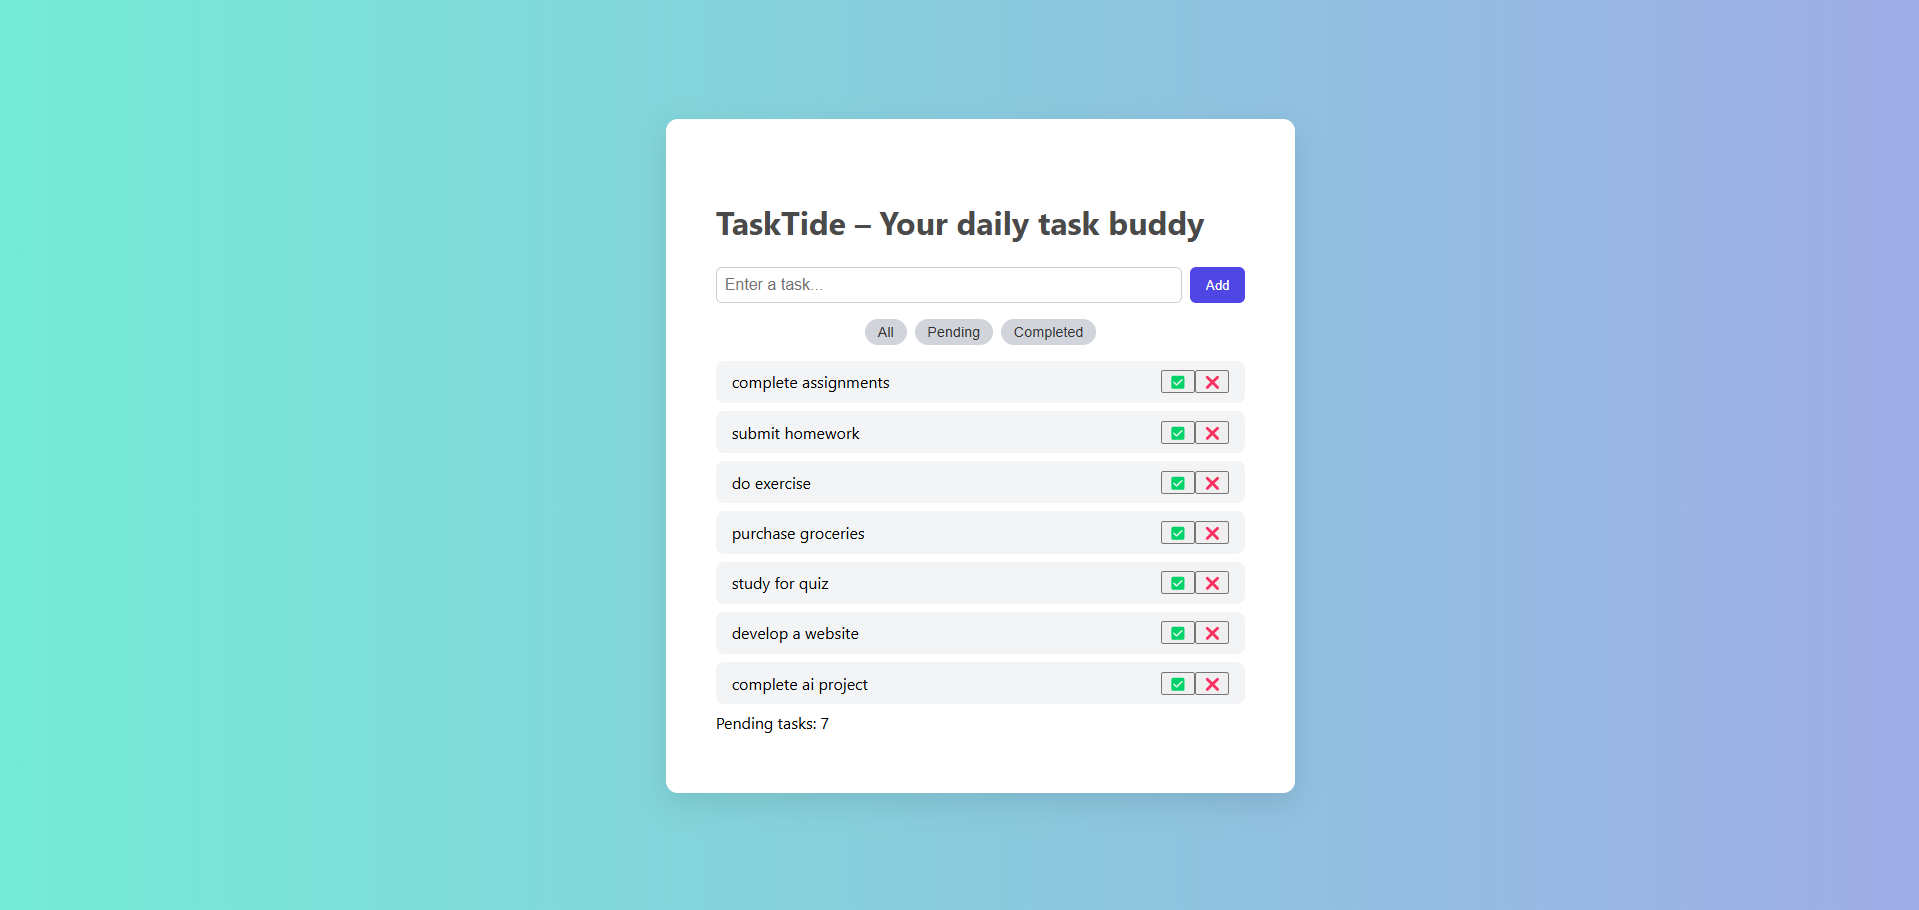 TaskTide – Your daily task buddy
Enter a task...
Add
All Pending Completed
complete assignments
submit homework
do exercise
purchase groceries
study for quiz
develop a website
complete ai project
Pending tasks: 7